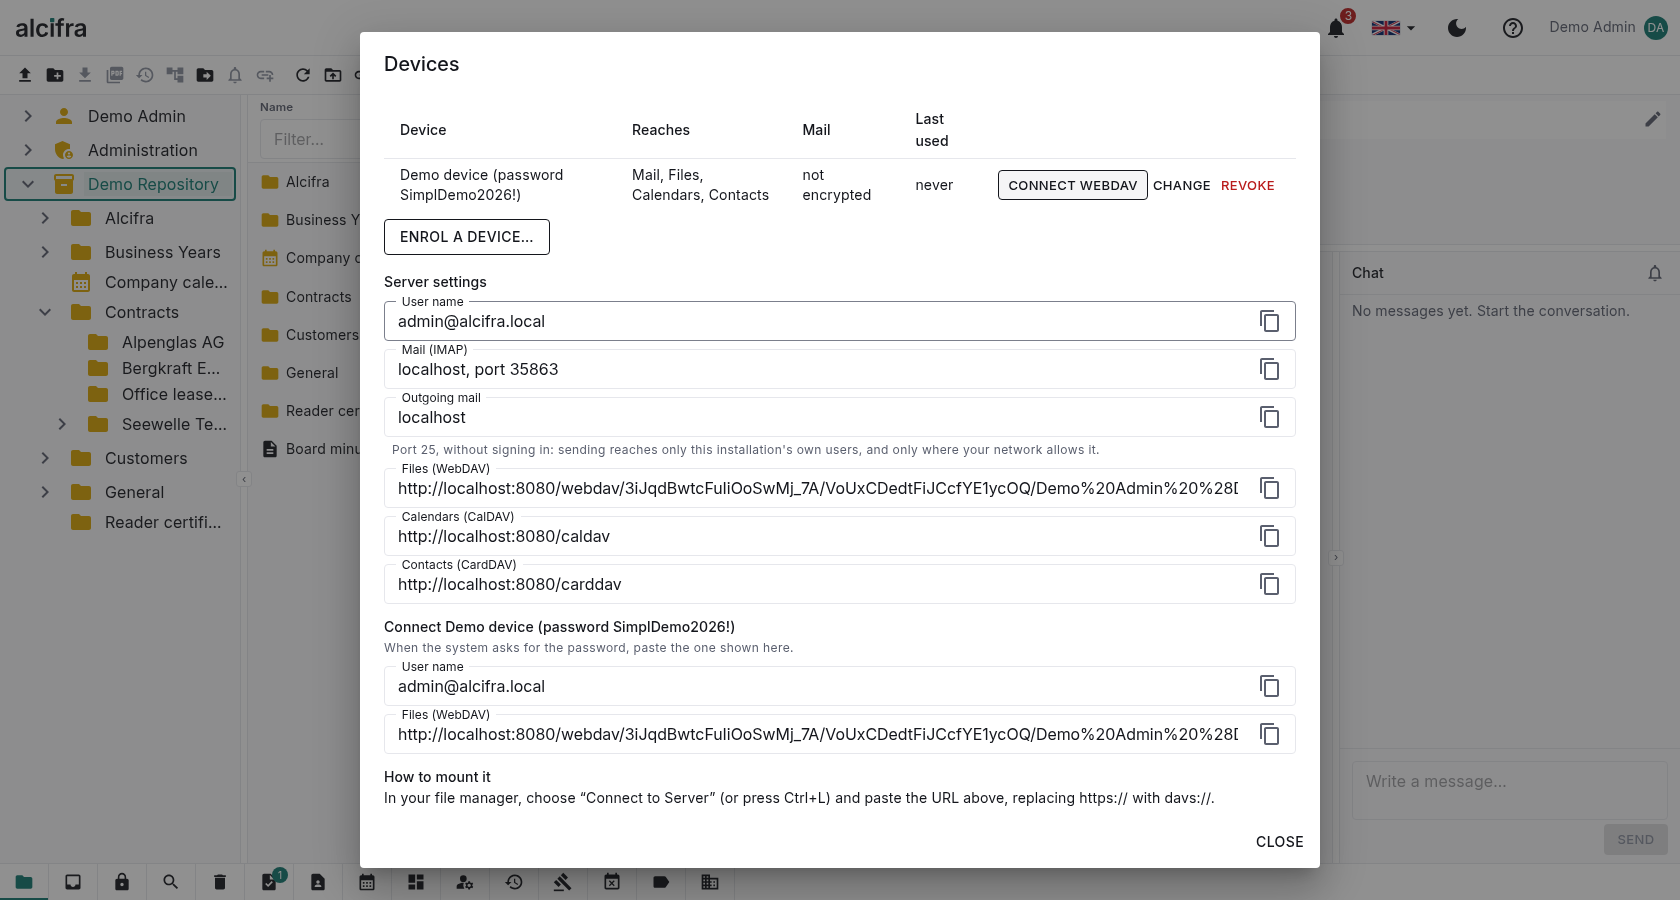 alcifra
3
Demo Admin
DA
Devices
Device
Reaches
Mail
Last
used
Demo device (password
SimplDemo2026!)
Mail, Files,
Calendars, Contacts
not
encrypted
never
CONNECT WEBDAV
CHANGE
REVOKE
ENROL A DEVICE...
Server settings
User name
admin@alcifra.local
Mail (IMAP)
localhost, port 35863
Outgoing mail
localhost
Port 25, without signing in: sending reaches only this installation's own users, and only where your network allows it.
Files (WebDAV)
http://localhost:8080/webdav/3iJqdBwtcFuliOoSwMj_7A/VoUxCDedtFiJCcfYE1ycOQ/Demo%20Admin%20%28D
Calendars (CalDAV)
http://localhost:8080/caldav
Contacts (CardDAV)
http://localhost:8080/carddav
Connect Demo device (password SimplDemo2026!)
When the system asks for the password, paste the one shown here.
User name
admin@alcifra.local
Files (WebDAV)
http://localhost:8080/webdav/3iJqdBwtcFuliOoSwMj_7A/VoUxCDedtFiJCcfYE1ycOQ/Demo%20Admin%20%28D
How to mount it
In your file manager, choose “Connect to Server” (or press Ctrl+L) and paste the URL above, replacing https:// with davs://.
CLOSE
Demo Admin
Administration
Demo Repository
Alcifra
Business Years
Company cale...
Contracts
Alpenglas AG
Bergkraft E...
Office lease...
Seewelle Te...
Customers
General
Reader certifi...
Name
Filter...
Alcifra
Business Y
Company c
Contracts
Customers
General
Reader cer
Board minu
Chat
No messages yet. Start the conversation.
Write a message...
SEND
1